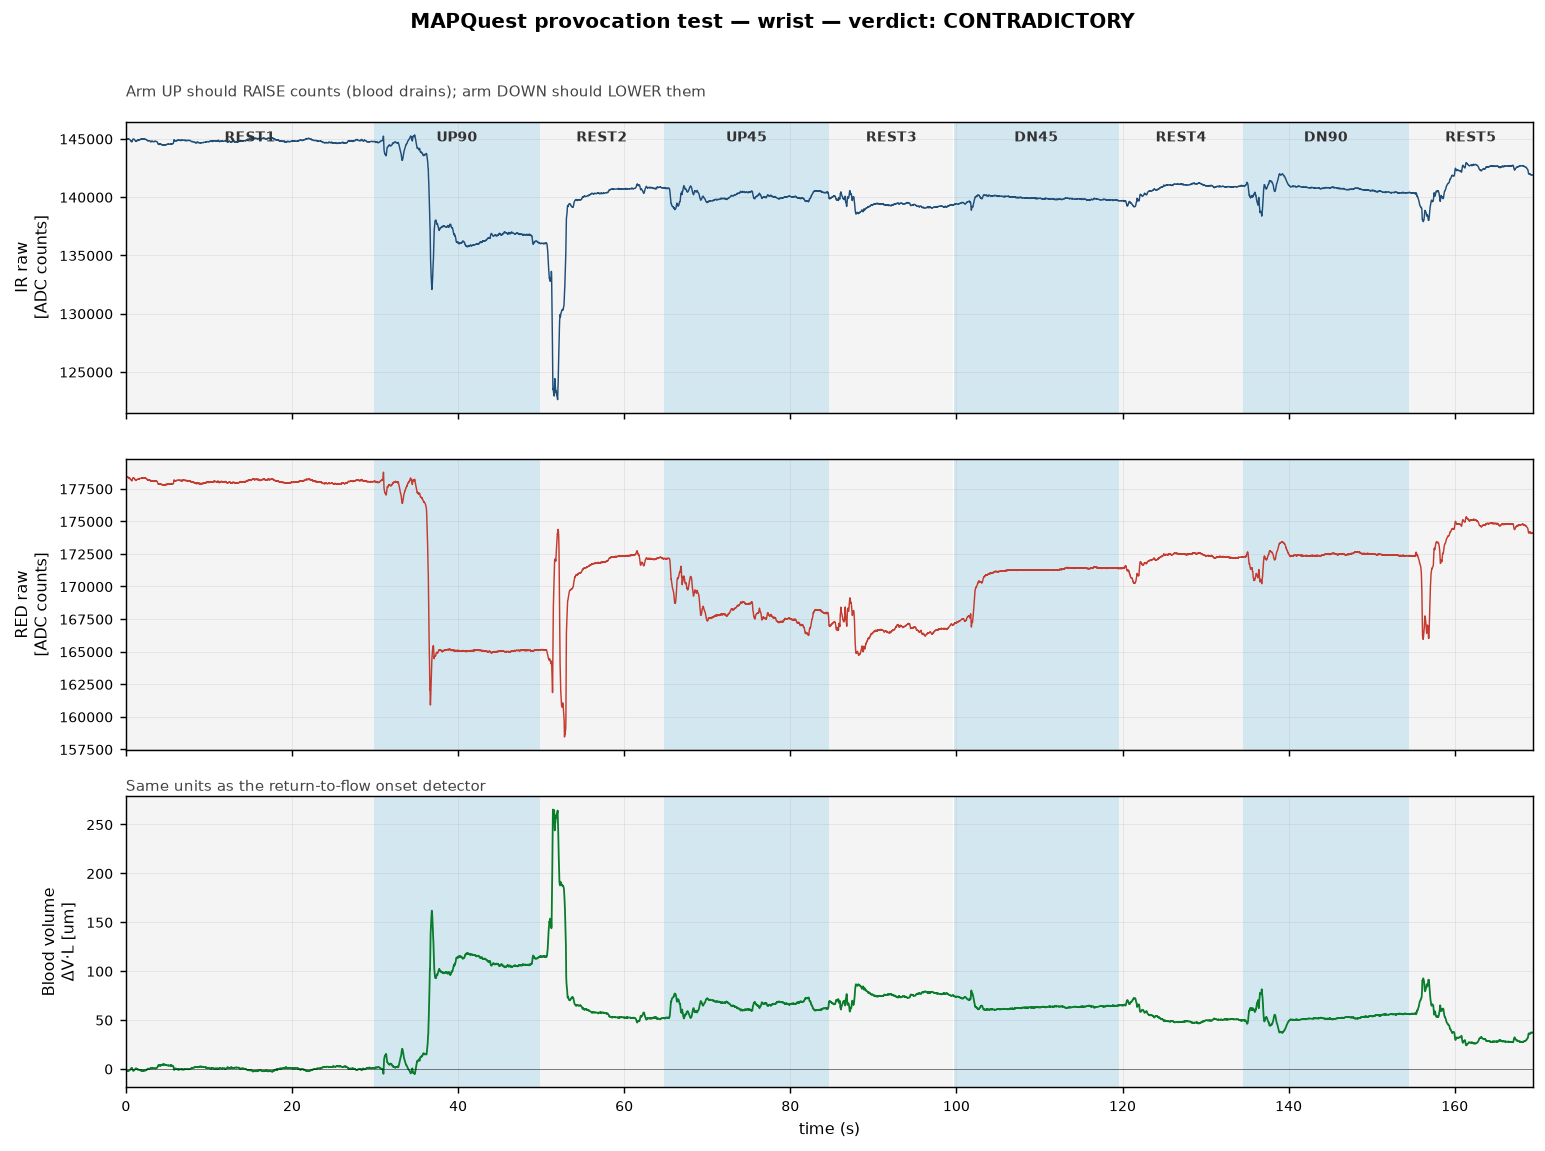 MAPQuest provocation test — wrist — verdict: CONTRADICTORY
Arm UP should RAISE counts (blood drains); arm DOWN should LOWER them
REST1 UP90 REST2 UP45 REST3 DN45 REST4 DN90 REST5
IR raw
[ADC counts]
145000
140000
135000
130000
125000
RED raw
[ADC counts]
177500
175000
172500
170000
167500
165000
162500
160000
157500
Same units as the return-to-flow onset detector
Blood volume
ΔV·L [um]
250
200
150
100
50
0
0 20 40 60 80 100 120 140 160
time (s)